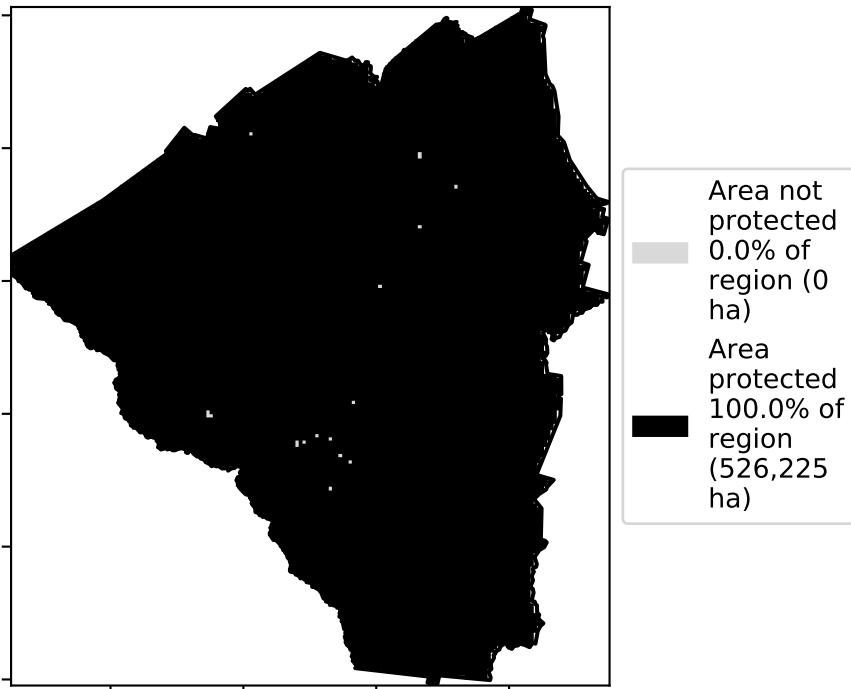 Area not
protected
0.0% of
region (0
ha)
Area
protected
100.0% of
region
(526,225
ha)